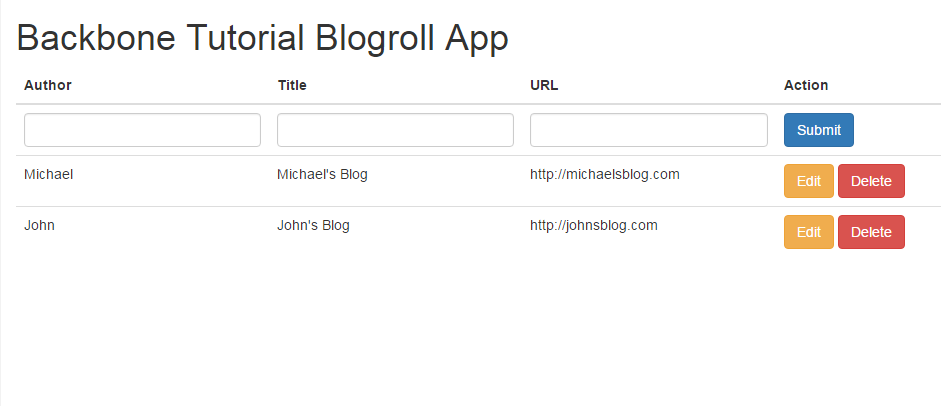 Backbone Tutorial Blogroll App
Author Title URL Action
Submit
Michael Michael's Blog http://michaelsblog.com Edit Delete
John John's Blog http://johnsblog.com Edit Delete